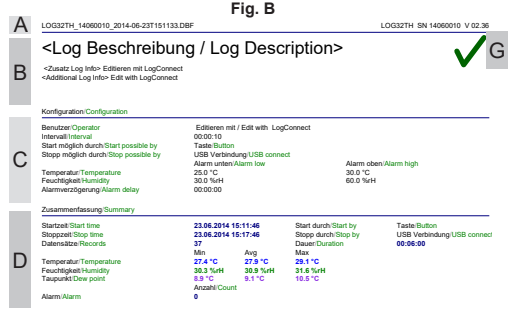 Fig. B
A LOG32TH_14060010_2014-06-23T151133.DBF LOG32TH SN 14060010 V 02.36
<Log Beschreibung / Log Description> G
B <Zusatz Log Info> Editieren mit LogConnect
<Additional Log Info> Edit with LogConnect
Konfiguration/Configuration
Benutzer/Operator Editieren mit / Edit with LogConnect
Intervall/Interval 00:00:10
Start möglich durch/Start possible by Taste/Button
Stopp möglich durch/Stop possible by USB Verbindung/USB connect
C Alarm unten/Alarm low Alarm oben/Alarm high
Temperatur/Temperature 25.0 °C 30.0 °C
Feuchtigkeit/Humidity 30.0 %rH 60.0 %rH
Alarmverzögerung/Alarm delay 00:00:00
Zusammenfassung/Summary
Startzeit/Start time 23.06.2014 15:11:46 Start durch/Start by Taste/Button
Stoppzeit/Stop time 23.06.2014 15:17:46 Stopp durch/Stop by USB Verbindung/USB connect
Datensätze/Records 37 Dauer/Duration 00:06:00
Min Avg Max
D Temperatur/Temperature 27.4 °C 27.9 °C 29.1 °C
Feuchtigkeit/Humidity 30.3 %rH 30.9 %rH 31.6 %rH
Taupunkt/Dew point 8.9 °C 9.1 °C 10.5 °C
Anzahl/Count
Alarm/Alarm 0